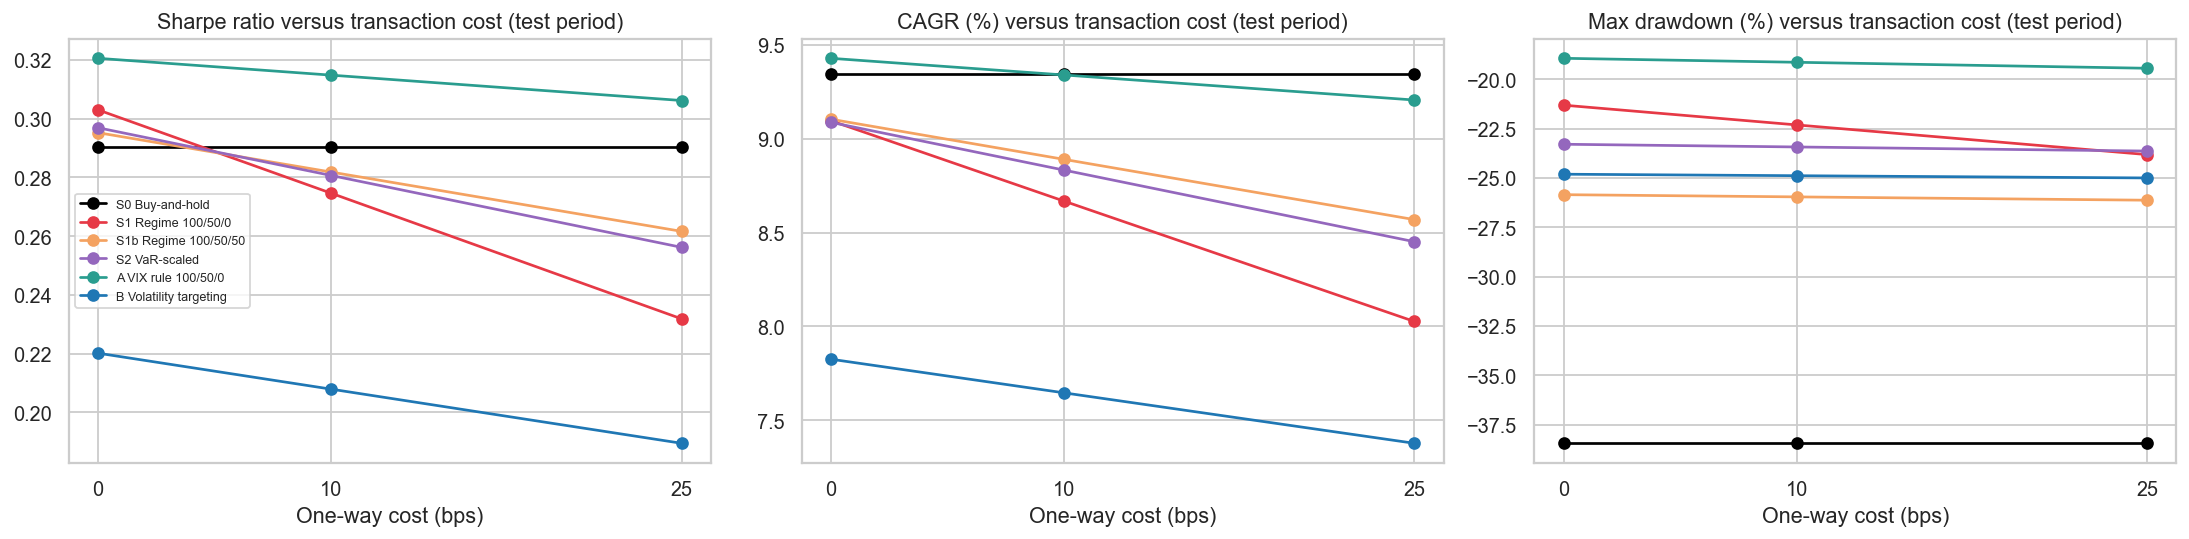 Sharpe ratio versus transaction cost (test period)
0.32
0.30
0.28
0.26
0.24
0.22
0.20
S0 Buy-and-hold
S1 Regime 100/50/0
S1b Regime 100/50/50
S2 VaR-scaled
A VIX rule 100/50/0
B Volatility targeting
0 10 25
One-way cost (bps)
CAGR (%) versus transaction cost (test period)
9.5
9.0
8.5
8.0
7.5
0 10 25
One-way cost (bps)
Max drawdown (%) versus transaction cost (test period)
−20.0
−22.5
−25.0
−27.5
−30.0
−32.5
−35.0
−37.5
0 10 25
One-way cost (bps)